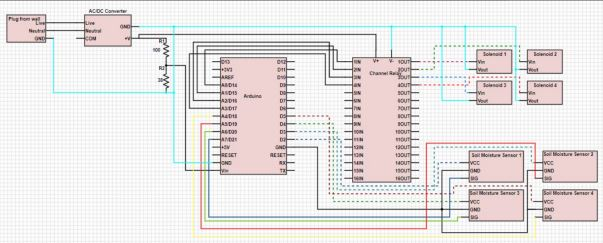 AC/DC Converter
Plug from wall
Live
Neutral
GND
Live
Neutral
COM
GND
+V
R1
100
R2
30
D13
+3V3
AREF
A0/D14
A1/D15
A2/D16
A3/D17
A4/D18
A5/D19
A6/D20
A7/D21
+5V
RESET
GND
Vin
Arduino
D12
D11
D10
D9
D8
D7
D6
D5
D4
D3
D2
GND
RESET
RX
TX
V+
V-
Channel Relay
1IN
2IN
3IN
4IN
5IN
6IN
7IN
8IN
9IN
10IN
11IN
12IN
13IN
14IN
15IN
16IN
1OUT
2OUT
3OUT
4OUT
5OUT
6OUT
7OUT
8OUT
9OUT
10OUT
11OUT
12OUT
13OUT
14OUT
15OUT
16OUT
Solenoid 1
Vin
Vout
Solenoid 2
Vin
Vout
Solenoid 3
Vin
Vout
Solenoid 4
Vin
Vout
Soil Moisture Sensor 1
VCC
GND
SIG
Soil Moisture Sensor 2
VCC
GND
SIG
Soil Moisture Sensor 3
VCC
GND
SIG
Soil Moisture Sensor 4
VCC
GND
SIG